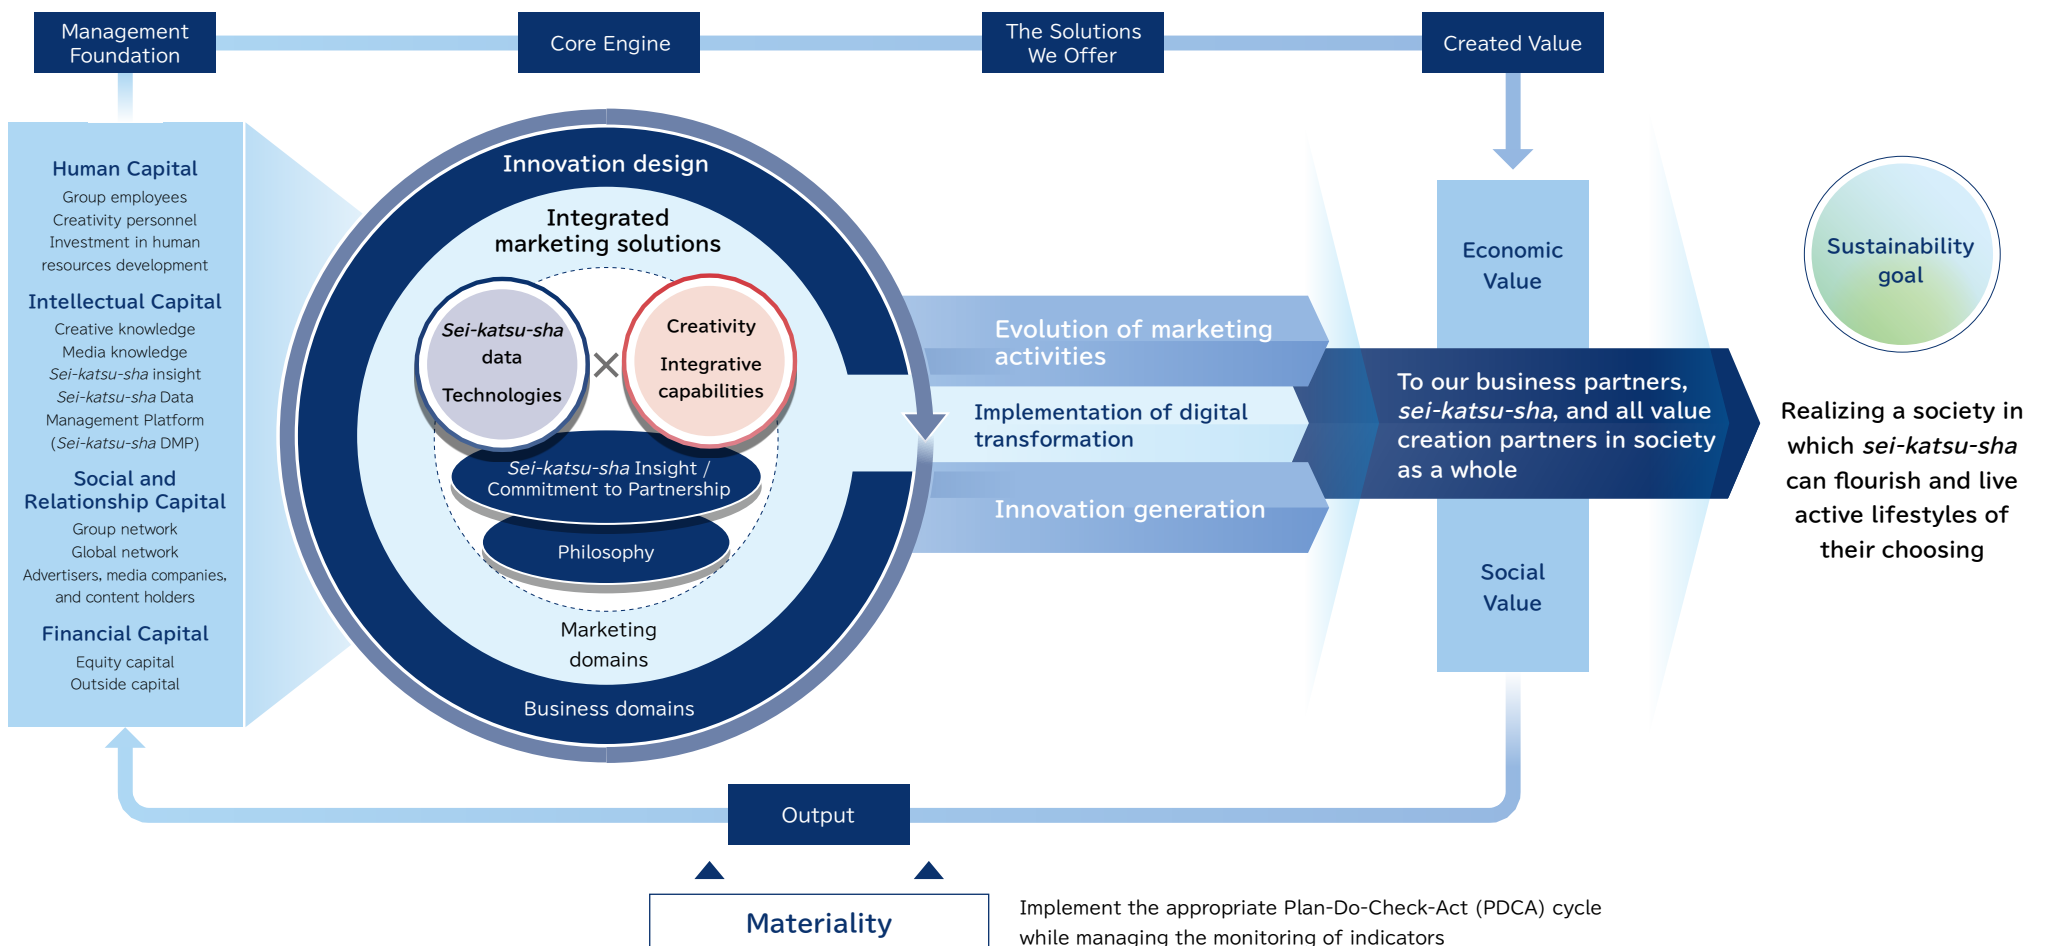 Management
Foundation
Core Engine
The Solutions
We Offer
Created Value
Human Capital
Group employees
Creativity personnel
Investment in human
resources development
Intellectual Capital
Creative knowledge
Media knowledge
Sei-katsu-sha insight
Sei-katsu-sha Data
Management Platform
(Sei-katsu-sha DMP)
Social and
Relationship Capital
Group network
Global network
Advertisers, media companies,
and content holders
Financial Capital
Equity capital
Outside capital
Innovation design
Integrated
marketing solutions
Sei-katsu-sha
data
Technologies
×
Creativity
Integrative
capabilities
Sei-katsu-sha Insight /
Commitment to Partnership
Philosophy
Marketing
domains
Business domains
Evolution of marketing
activities
Implementation of digital
transformation
Innovation generation
Economic
Value
To our business partners,
sei-katsu-sha, and all value
creation partners in society
as a whole
Social
Value
Sustainability
goal
Realizing a society in
which sei-katsu-sha
can flourish and live
active lifestyles of
their choosing
Output
Materiality
Implement the appropriate Plan-Do-Check-Act (PDCA) cycle
while managing the monitoring of indicators